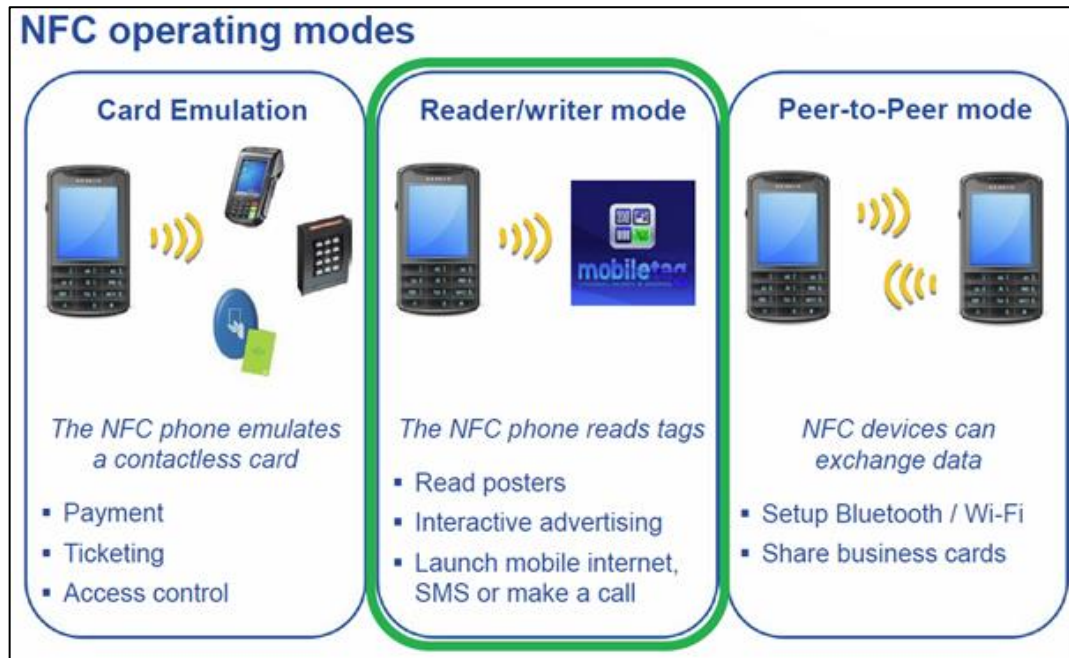 NFC operating modes
Card Emulation
The NFC phone emulates
a contactless card
▪ Payment
▪ Ticketing
▪ Access control
Reader/writer mode
mobiletag
The NFC phone reads tags
▪ Read posters
▪ Interactive advertising
▪ Launch mobile internet,
SMS or make a call
Peer-to-Peer mode
NFC devices can
exchange data
▪ Setup Bluetooth / Wi-Fi
▪ Share business cards